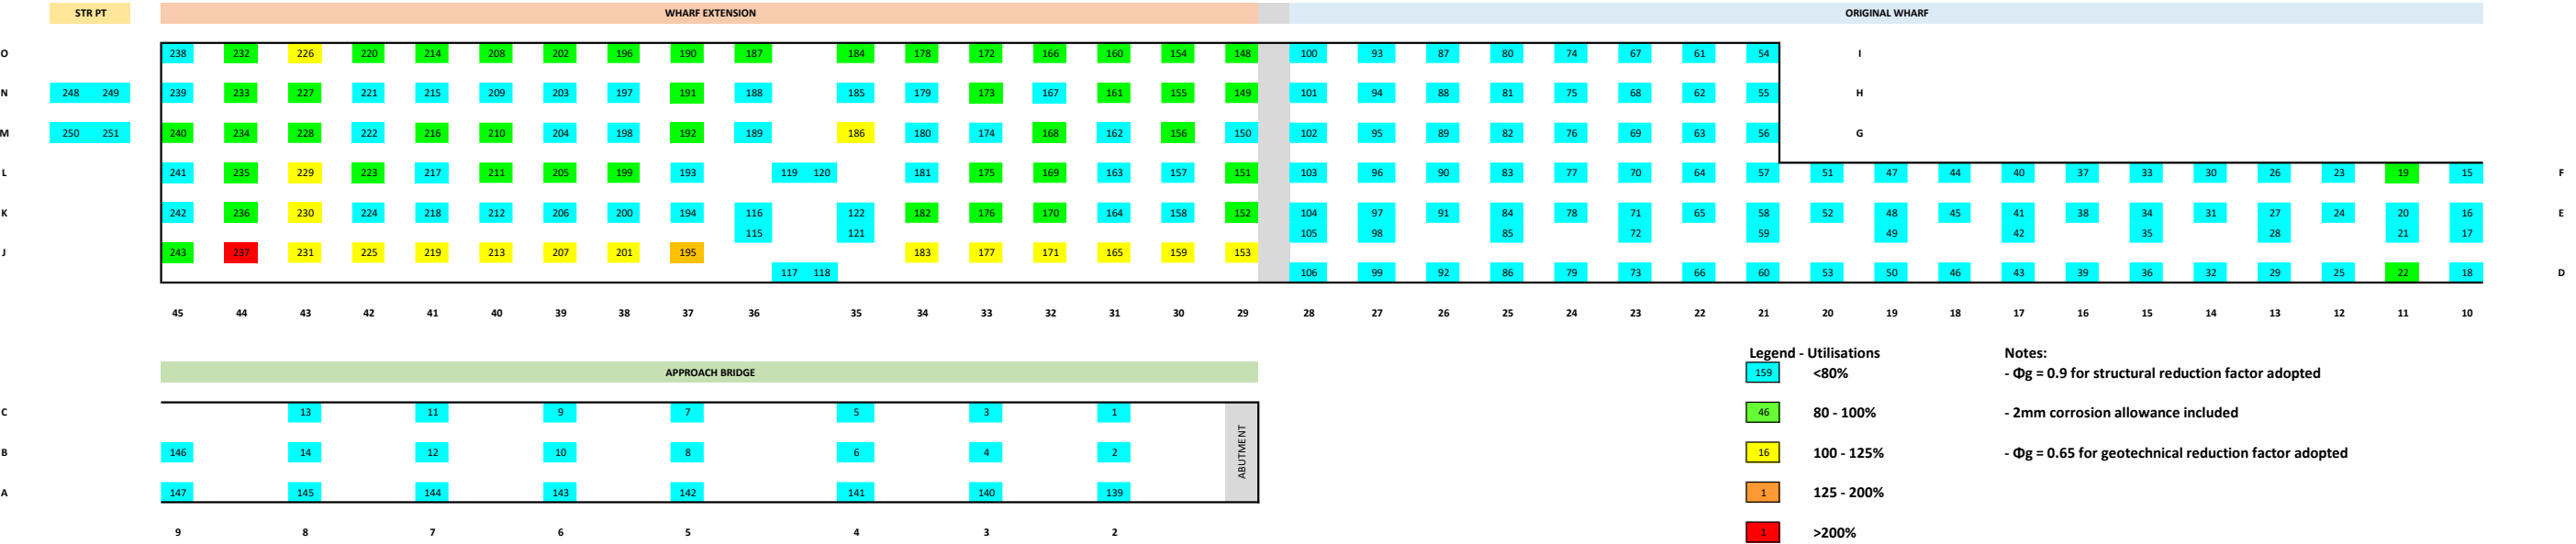 STR PT WHARF EXTENSION ORIGINAL WHARF
O 238 232 226 220 214 208 202 196 190 187 184 178 172 166 160 154 148 100 93 87 80 74 67 61 54 I
N 248 249 239 233 227 221 215 209 203 197 191 188 185 179 173 167 161 155 149 101 94 88 81 75 68 62 55 H
M 250 251 240 234 228 222 216 210 204 198 192 189 186 180 174 168 162 156 150 102 95 89 82 76 69 63 56 G
L 241 235 229 223 217 211 205 199 193 119 120 181 175 169 163 157 151 103 96 90 83 77 70 64 57 51 47 44 40 37 33 30 26 23 19 15 F
K 242 236 230 224 218 212 206 200 194 116 122 182 176 170 164 158 152 104 97 91 84 78 71 65 58 52 48 45 41 38 34 31 27 24 20 16 E
115 121 105 98 85 72 59 49 42 35 28 21 17
J 243 237 231 225 219 213 207 201 195 183 177 171 165 159 153
117 118 106 99 92 86 79 73 66 60 53 50 46 43 39 36 32 29 25 22 18 D
45 44 43 42 41 40 39 38 37 36 35 34 33 32 31 30 29 28 27 26 25 24 23 22 21 20 19 18 17 16 15 14 13 12 11 10
APPROACH BRIDGE
C 13 11 9 7 5 3 1
B 146 14 12 10 8 6 4 2
A 147 145 144 143 142 141 140 139
ABUTMENT
9 8 7 6 5 4 3 2
Legend - Utilisations
159 <80%
46 80 - 100%
16 100 - 125%
1 125 - 200%
1 >200%
Notes:
- Φg = 0.9 for structural reduction factor adopted
- 2mm corrosion allowance included
- Φg = 0.65 for geotechnical reduction factor adopted